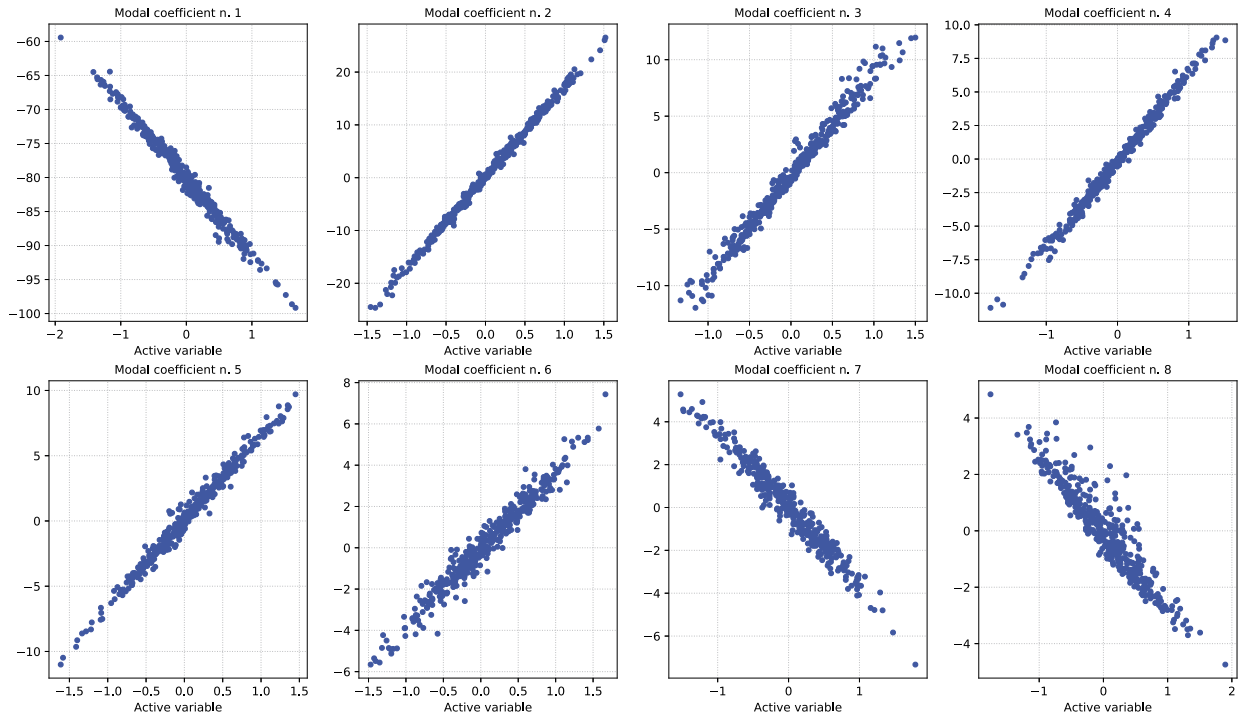 Modal coefficient n. 1
−60
−65
−70
−75
−80
−85
−90
−95
−100
−2 −1 0 1
Active variable
Modal coefficient n. 2
20
10
0
−10
−20
−1.5 −1.0 −0.5 0.0 0.5 1.0 1.5
Active variable
Modal coefficient n. 3
10
5
0
−5
−10
−1.0 −0.5 0.0 0.5 1.0 1.5
Active variable
Modal coefficient n. 4
10.0
7.5
5.0
2.5
0.0
−2.5
−5.0
−7.5
−10.0
−1 0 1
Active variable
Modal coefficient n. 5
10
5
0
−5
−10
−1.5 −1.0 −0.5 0.0 0.5 1.0 1.5
Active variable
Modal coefficient n. 6
8
6
4
2
0
−2
−4
−6
−1.5 −1.0 −0.5 0.0 0.5 1.0 1.5
Active variable
Modal coefficient n. 7
4
2
0
−2
−4
−6
−1 0 1
Active variable
Modal coefficient n. 8
4
2
0
−2
−4
−1 0 1 2
Active variable